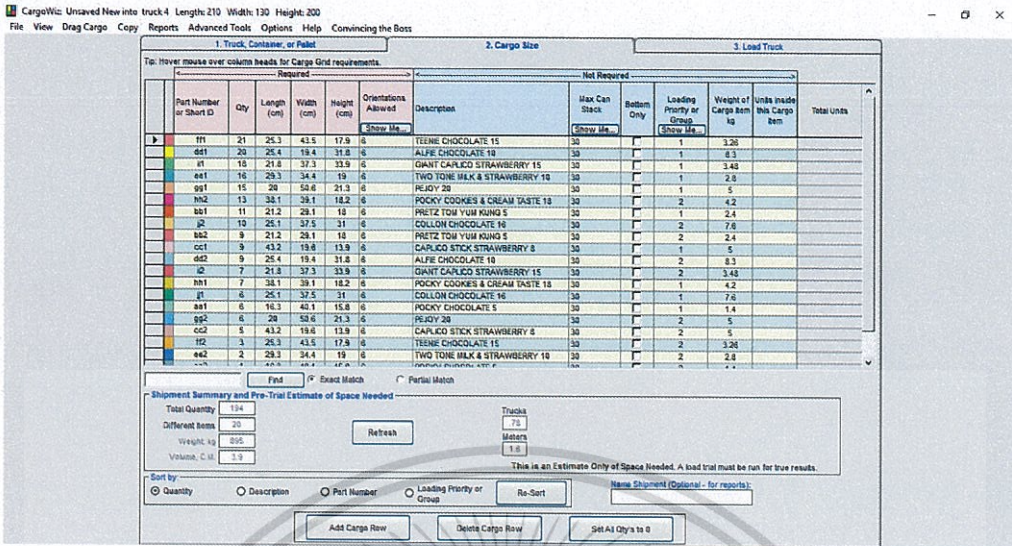 CargoWiz Unsaved New into truck4 Length: 210 Width: 130 Height: 200
File View Drag Cargo Copy Reports Advanced Tools Options Help Convincing the Boss
1. Truck, Container, or Pallet 2. Cargo Size 3. Load Truck
Tip: Hover mouse over column heads for Cargo Grid requirements.
Required Not Required
Part Number or Short ID Qty Length (cm) Width (cm) Height (cm) Orientations Allowed Show Me... Description Max Can Stack Show Me... Bottom Only Loading Priority or Group Show Me... Weight of Cargo Item kg Units inside this Cargo Item Total Units
ff1 21 25.3 43.5 17.9 6 TEENIE CHOCOLATE 15 30 1 3.26
dd1 20 25.4 19.4 31.8 6 ALFIE CHOCOLATE 10 30 1 8.3
ii1 18 21.8 37.3 33.9 6 GIANT CAPLICO STRAWBERRY 15 30 1 3.48
ee1 16 29.3 34.4 19 6 TWO TONE MILK & STRAWBERRY 10 30 1 2.8
gg1 15 20 50.6 21.3 6 PEJOY 20 30 1 5
hh2 13 38.1 39.1 18.2 6 POCKY COOKIES & CREAM TASTE 18 30 2 4.2
bb1 11 21.2 29.1 18 6 PRETZ TOM YUM KUNG 5 30 1 2.4
jj2 10 25.1 37.5 31 6 COLLON CHOCOLATE 16 30 2 7.6
bb2 9 21.2 29.1 18 6 PRETZ TOM YUM KUNG 5 30 2 2.4
cc1 9 43.2 19.6 13.9 6 CAPLICO STICK STRAWBERRY 8 30 1 5
dd2 9 25.4 19.4 31.8 6 ALFIE CHOCOLATE 10 30 2 8.3
ii2 7 21.8 37.3 33.9 6 GIANT CAPLICO STRAWBERRY 15 30 2 3.48
hh1 7 38.1 39.1 18.2 6 POCKY COOKIES & CREAM TASTE 18 30 1 4.2
jj1 6 25.1 37.5 31 6 COLLON CHOCOLATE 16 30 1 7.6
aa1 6 16.3 40.1 15.8 6 POCKY CHOCOLATE 5 30 1 1.4
gg2 6 20 50.6 21.3 6 PEJOY 20 30 2 5
cc2 5 43.2 19.6 13.9 6 CAPLICO STICK STRAWBERRY 8 30 2 5
ff2 3 25.3 43.5 17.9 6 TEENIE CHOCOLATE 15 30 2 3.26
ee2 2 29.3 34.4 19 6 TWO TONE MILK & STRAWBERRY 10 30 2 2.8
Find Exact Match Partial Match
Shipment Summary and Pre-Trial Estimate of Space Needed
Total Quantity 194 Trucks
Different Items 20 Refresh .78
Weight, kg 895 Meters
Volume, C.M. 3.9 1.6
This is an Estimate Only of Space Needed. A load trial must be run for true results.
Sort by Name Shipment (Optional - for reports):
Quantity Description Part Number Loading Priority or Group Re-Sort
Add Cargo Row Delete Cargo Row Set All Qty's to 0